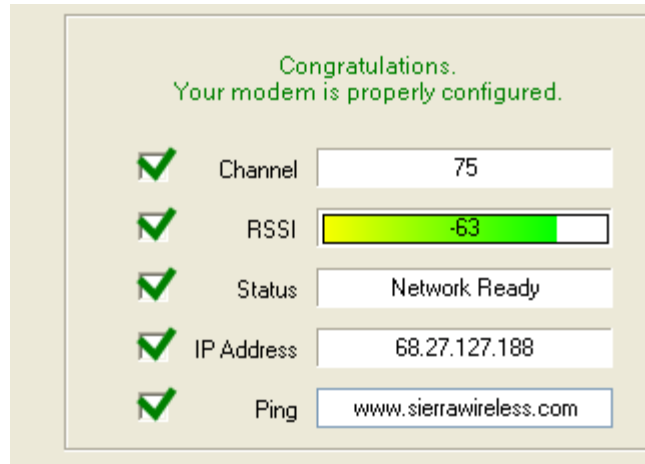 Congratulations.
Your modem is properly configured.
Channel 75
RSSI -63
Status Network Ready
IP Address 68.27.127.188
Ping www.sierrawireless.com